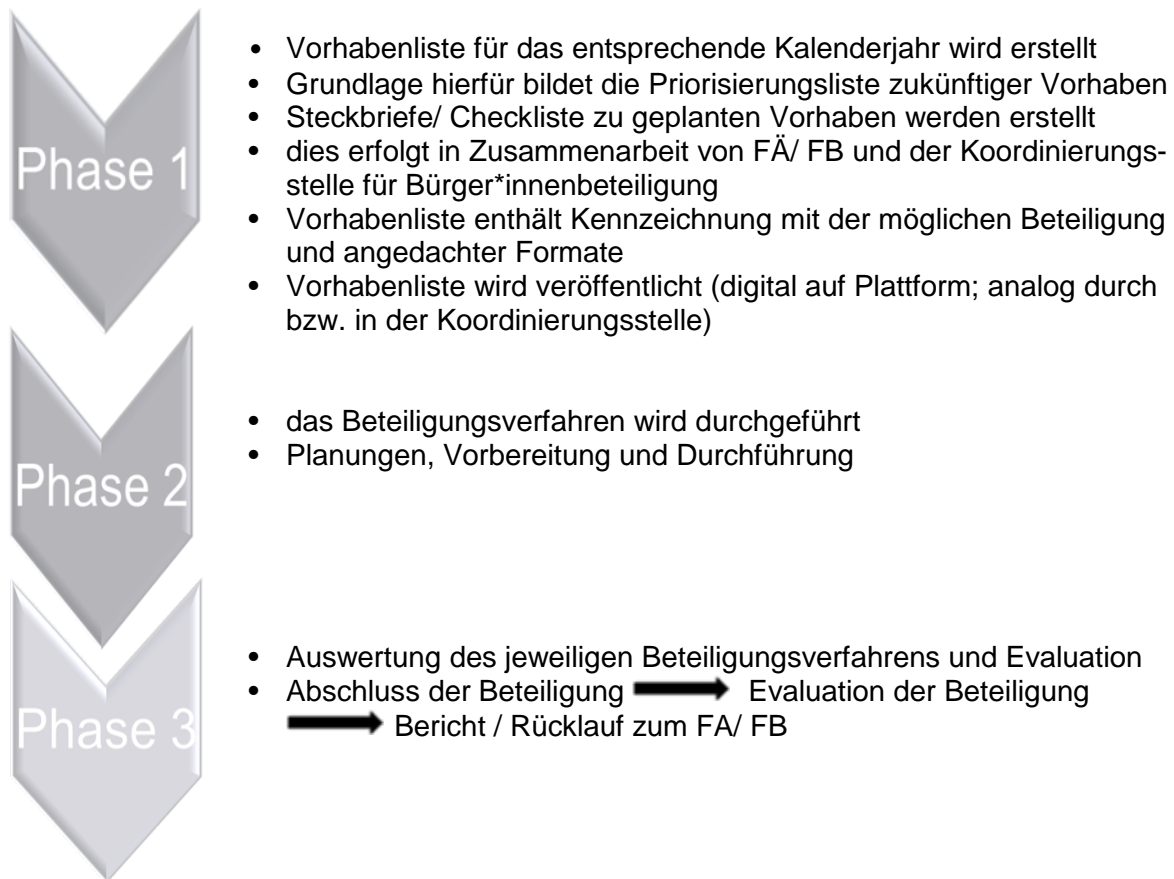 • Vorhabenliste für das entsprechende Kalenderjahr wird erstellt
• Grundlage hierfür bildet die Priorisierungsliste zukünftiger Vorhaben
• Steckbriefe/ Checkliste zu geplanten Vorhaben werden erstellt
Phase 1
• dies erfolgt in Zusammenarbeit von FÄ/ FB und der Koordinierungs-
stelle für Bürger*innenbeteiligung
• Vorhabenliste enthält Kennzeichnung mit der möglichen Beteiligung
und angedachter Formate
• Vorhabenliste wird veröffentlicht (digital auf Plattform; analog durch
bzw. in der Koordinierungsstelle)
Phase 2
• das Beteiligungsverfahren wird durchgeführt
• Planungen, Vorbereitung und Durchführung
Phase 3
• Auswertung des jeweiligen Beteiligungsverfahrens und Evaluation
• Abschluss der Beteiligung → Evaluation der Beteiligung
→ Bericht / Rücklauf zum FA/ FB